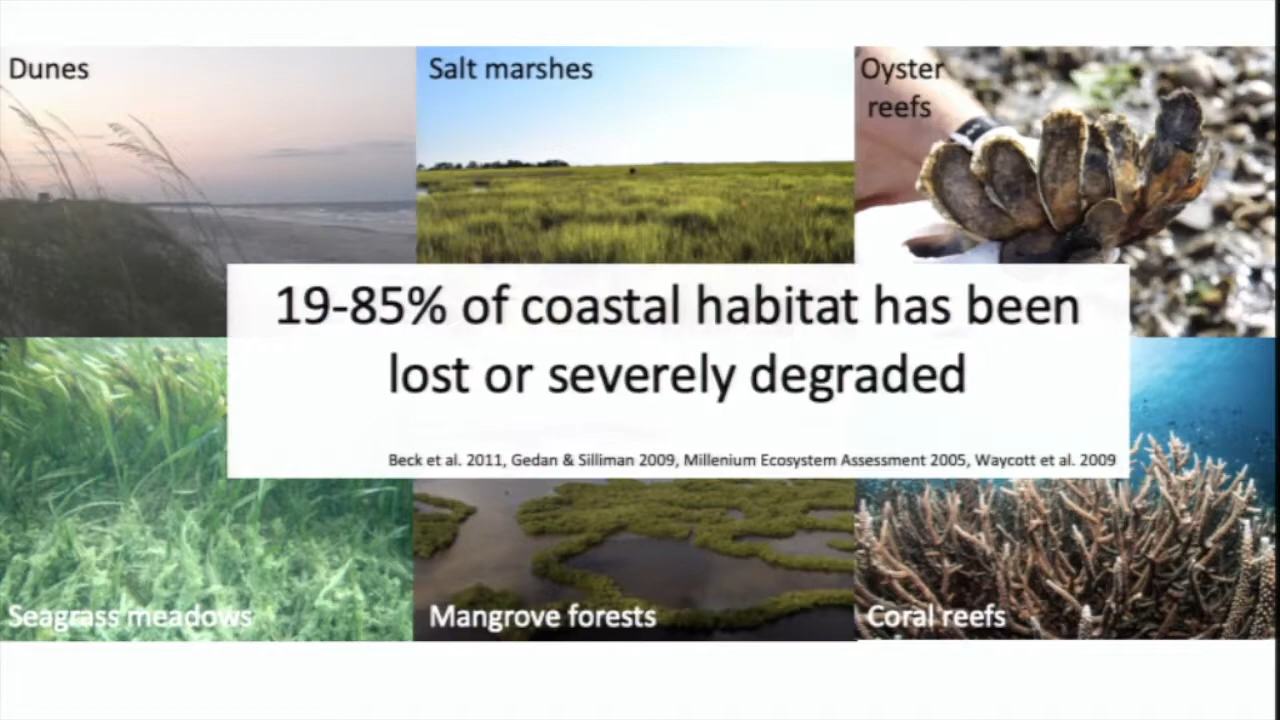 Dunes
Salt marshes
Oyster
reefs
19-85% of coastal habitat has been
lost or severely degraded
Beck et al. 2011, Gedan & Silliman 2009, Millenium Ecosystem Assessment 2005, Waycott et al. 2009
Seagrass meadows
Mangrove forests
Coral reefs